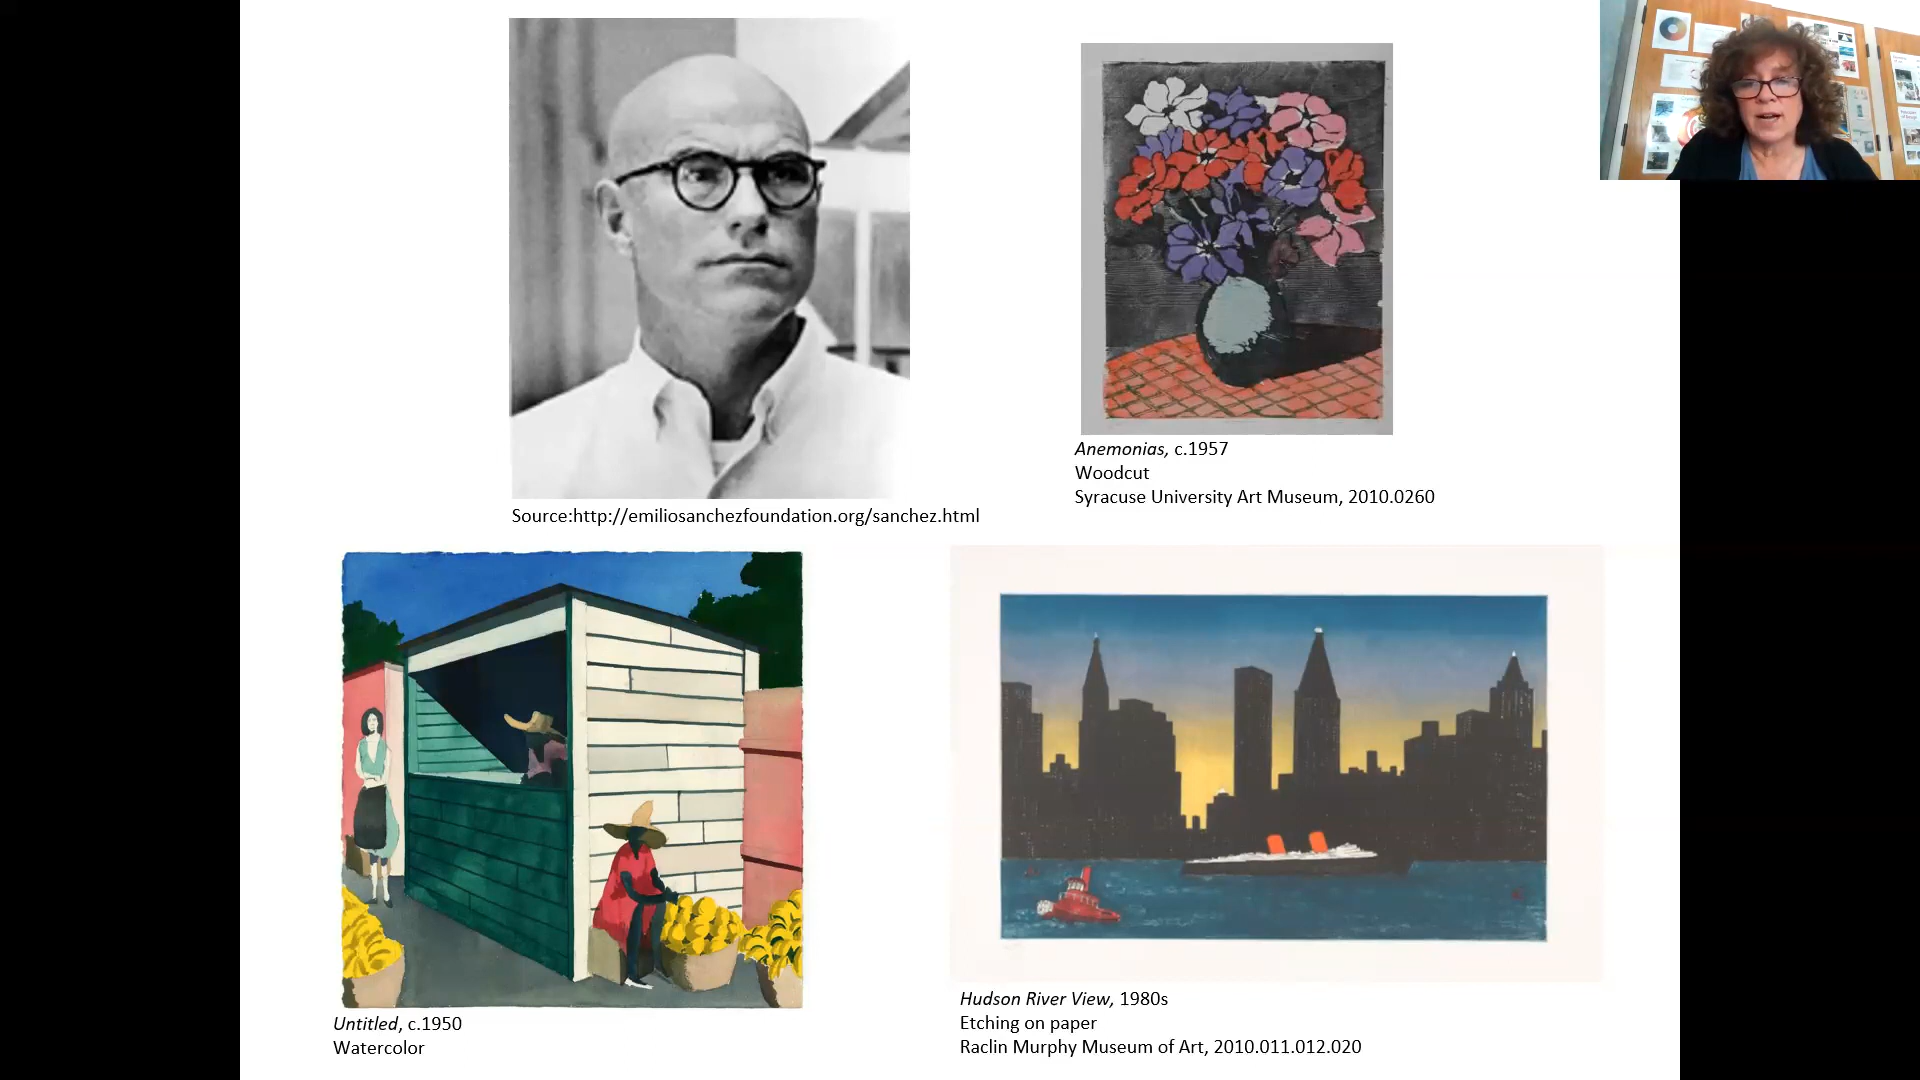 Source:http://emiliosanchezfoundation.org/sanchez.html
Anemonias, c.1957
Woodcut
Syracuse University Art Museum, 2010.0260
Untitled, c.1950
Watercolor
Hudson River View, 1980s
Etching on paper
Raclin Murphy Museum of Art, 2010.011.012.020